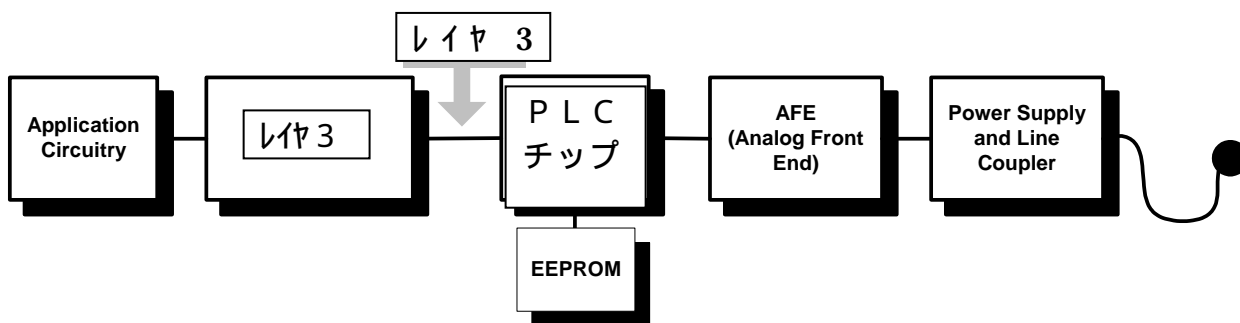 レイヤ 3
Application
Circuitry
レイヤ3
PLC
チップ
AFE
(Analog Front
End)
Power Supply
and Line
Coupler
EEPROM